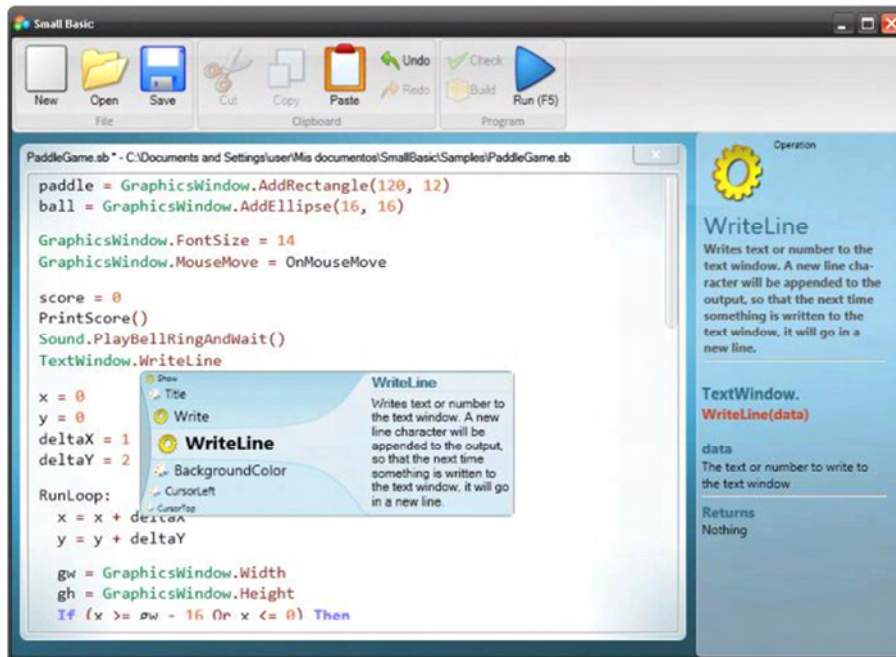 Small Basic
New Open Save
File
Cut Copy Paste
Undo
Redo
Clipboard
Check
Build
Run (F5)
Program
PaddleGame.sb * - C:\Documents and Settings\user\Mis documentos\SmallBasic\Samples\PaddleGame.sb
paddle = GraphicsWindow.AddRectangle(120, 12)
ball = GraphicsWindow.AddEllipse(16, 16)
GraphicsWindow.FontSize = 14
GraphicsWindow.MouseMove = OnMouseMove
score = 0
PrintScore()
Sound.PlayBellRingAndWait()
TextWindow.WriteLine
x = 0
y = 0
deltaX = 1
deltaY = 2
RunLoop:
x = x + deltaX
y = y + deltaY
gw = GraphicsWindow.Width
gh = GraphicsWindow.Height
If (x >= gw - 16 Or x <= 0) Then
Show
Title
Write
WriteLine
BackgroundColor
CursorLeft
CursorTop
WriteLine
Writes text or number to
the text window. A new
line character will be
appended to the output,
so that the next time
something is written to
the text window, it will go
in a new line.
Operation
WriteLine
Writes text or number to the
text window. A new line cha-
racter will be appended to the
output, so that the next time
something is written to the
text window, it will go in a
new line.
TextWindow.
WriteLine(data)
data
The text or number to write to
the text window
Returns
Nothing